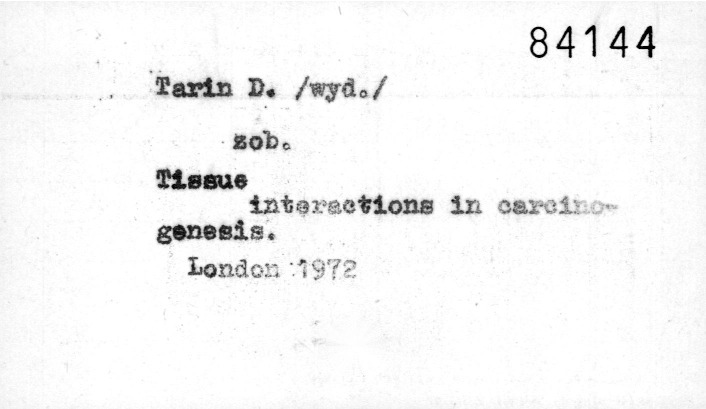 84144
Tarin D. /wyd./
zob.
Tissue
interactions in carcino-
genesis.
London 1972